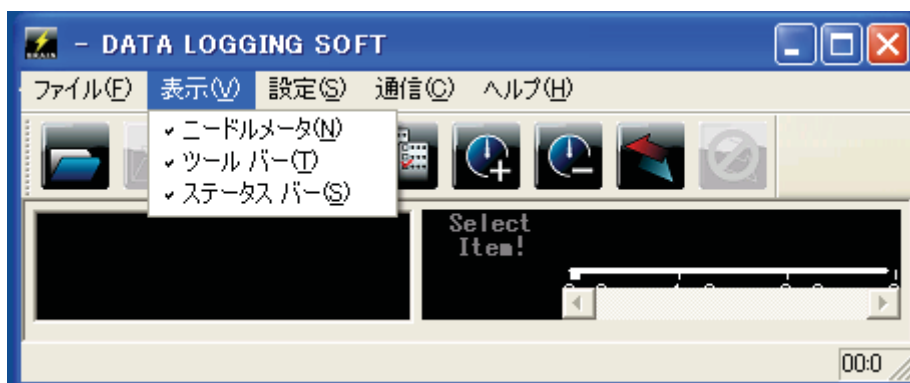 - DATA LOGGING SOFT
ファイル(F) 表示(V) 設定(S) 通信(C) ヘルプ(H)
ニードルメータ(N)
ツール バー(T)
ステータス バー(S)
Select
Item!
00:0